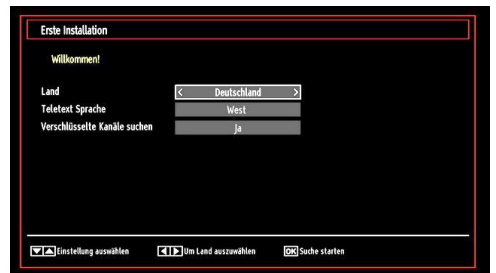 Erste Installation
Willkommen!
Land < Deutschland >
Teletext Sprache West
Verschlüsselte Kanäle suchen Ja
Einstellung auswählen Um Land auszuwählen OK Suche starten